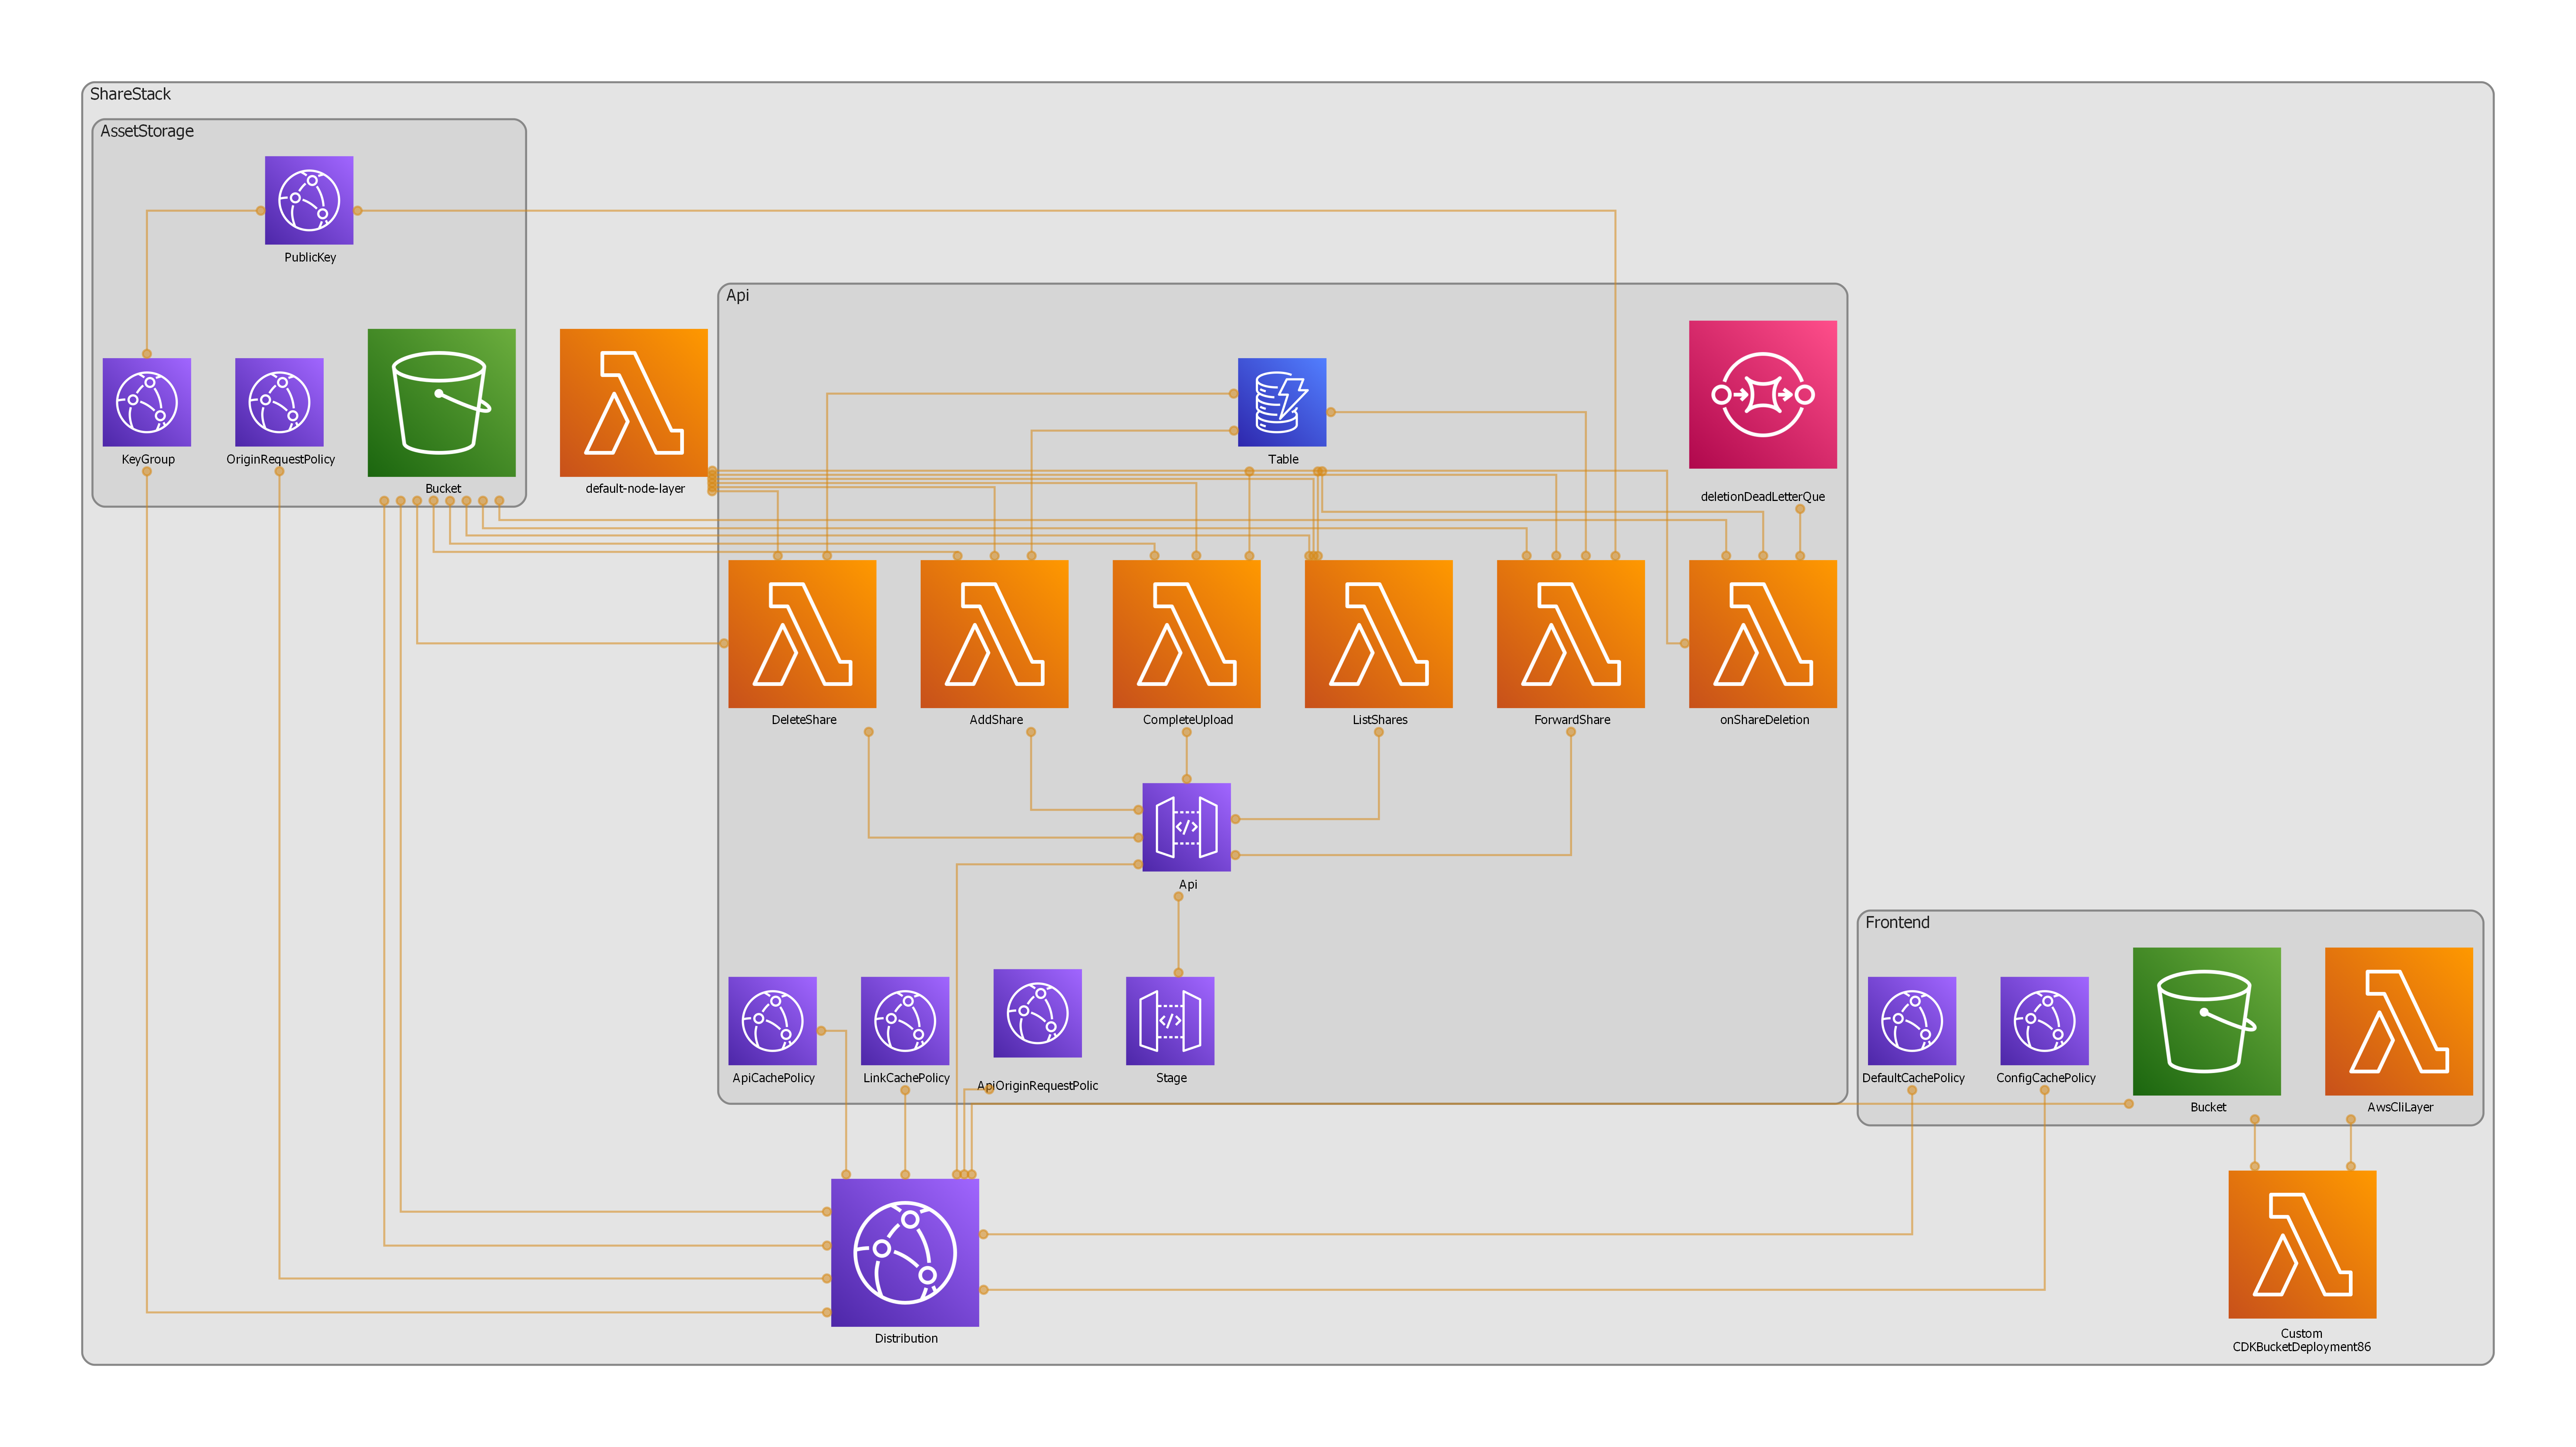 ShareStack
AssetStorage
PublicKey
KeyGroup
OriginRequestPolicy
Bucket
default-node-layer
Api
Table
deletionDeadLetterQue
DeleteShare
AddShare
CompleteUpload
ListShares
ForwardShare
onShareDeletion
Api
ApiCachePolicy
LinkCachePolicy
ApiOriginRequestPolic
Stage
Frontend
DefaultCachePolicy
ConfigCachePolicy
Bucket
AwsCliLayer
Distribution
Custom
CDKBucketDeployment86